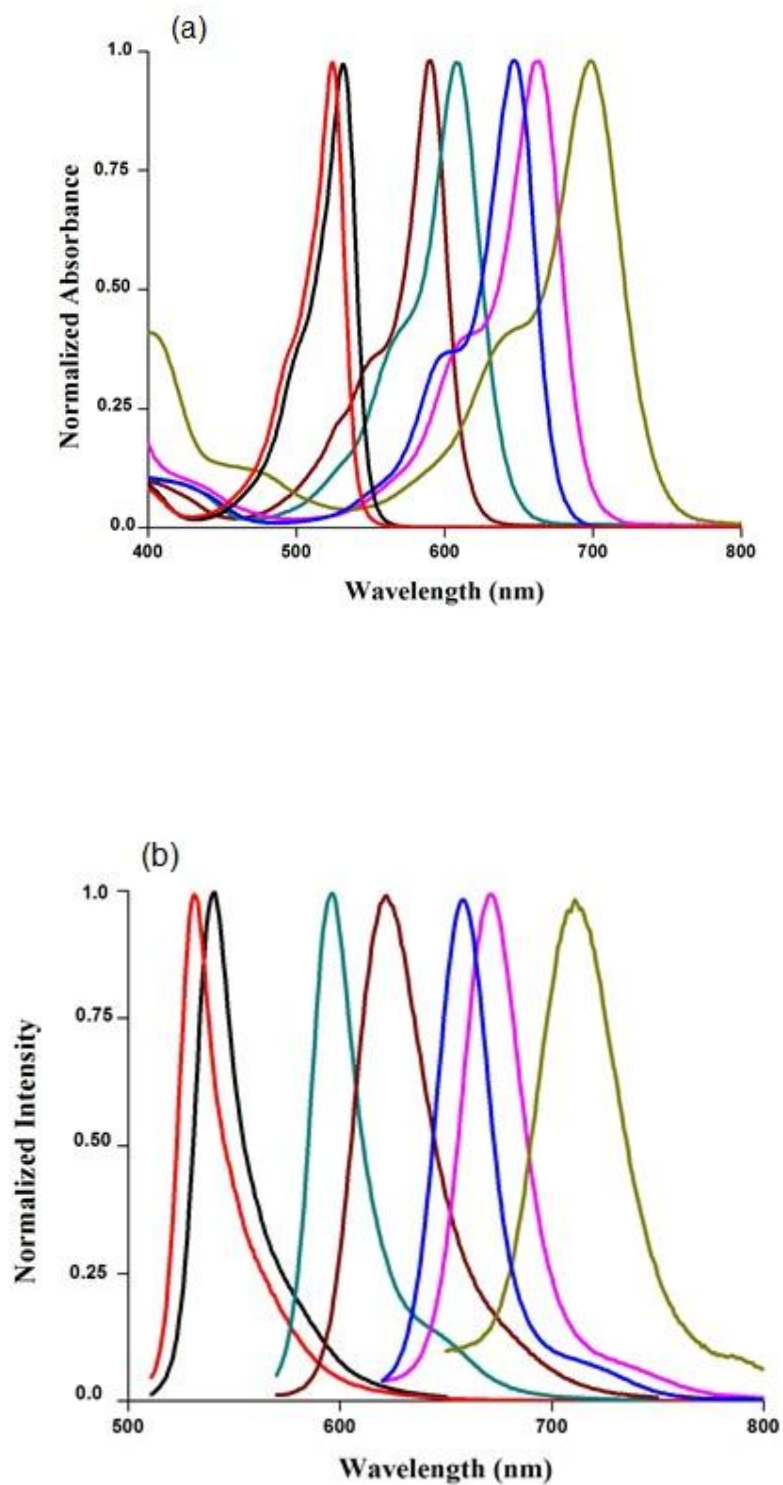 (a)
1.0
0.75
0.50
0.25
0.0
Normalized Absorbance
400 500 600 700 800
Wavelength (nm)
(b)
1.0
0.75
0.50
0.25
0.0
Normalized Intensity
500 600 700 800
Wavelength (nm)